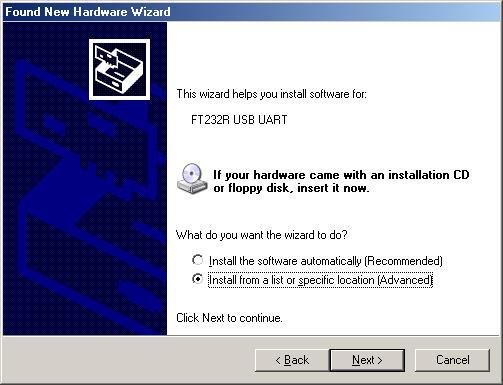 Found New Hardware Wizard
This wizard helps you install software for:
FT232R USB UART
If your hardware came with an installation CD
or floppy disk, insert it now.
What do you want the wizard to do?
Install the software automatically (Recommended)
Install from a list or specific location (Advanced)
Click Next to continue.
< Back
Next >
Cancel